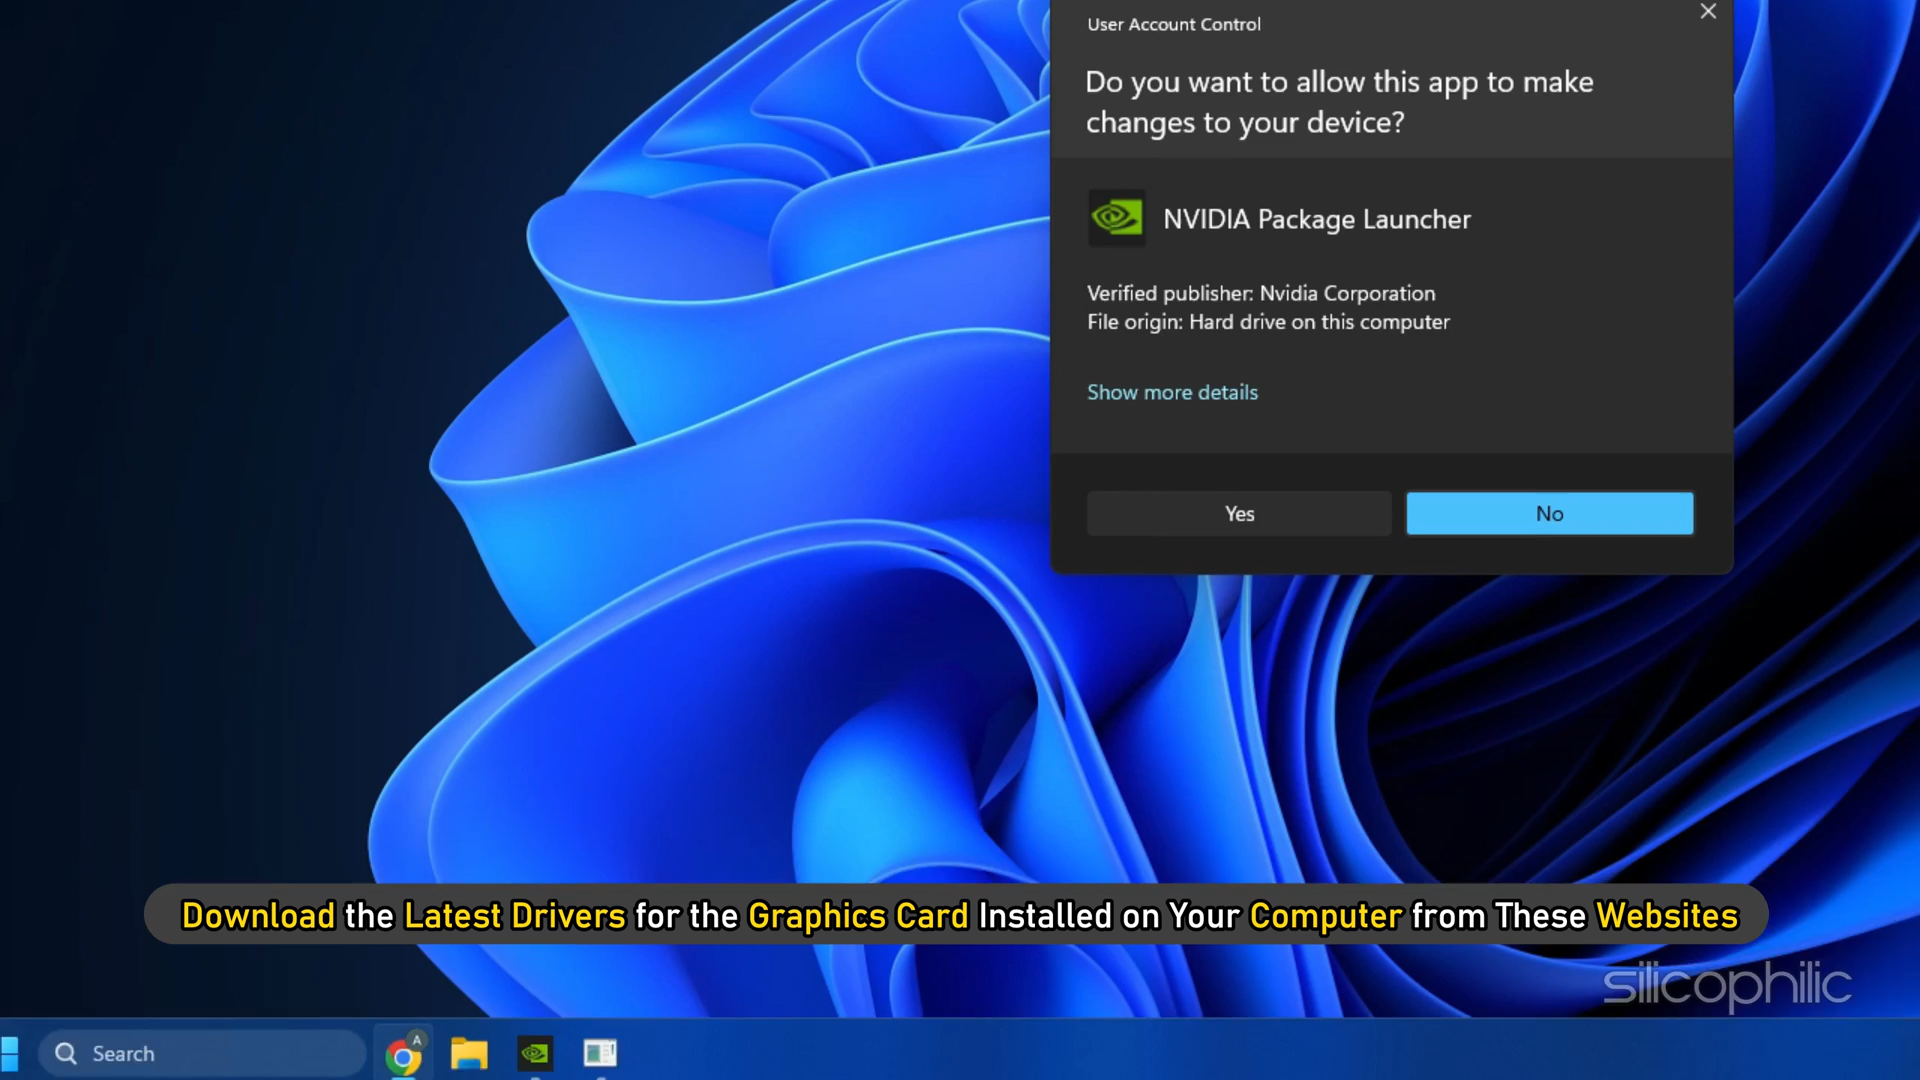 User Account Control
Do you want to allow this app to make
changes to your device?
NVIDIA Package Launcher
Verified publisher: Nvidia Corporation
File origin: Hard drive on this computer
Show more details
Yes
No
Download the Latest Drivers for the Graphics Card Installed on Your Computer from These Websites
silicophilic
A
Search